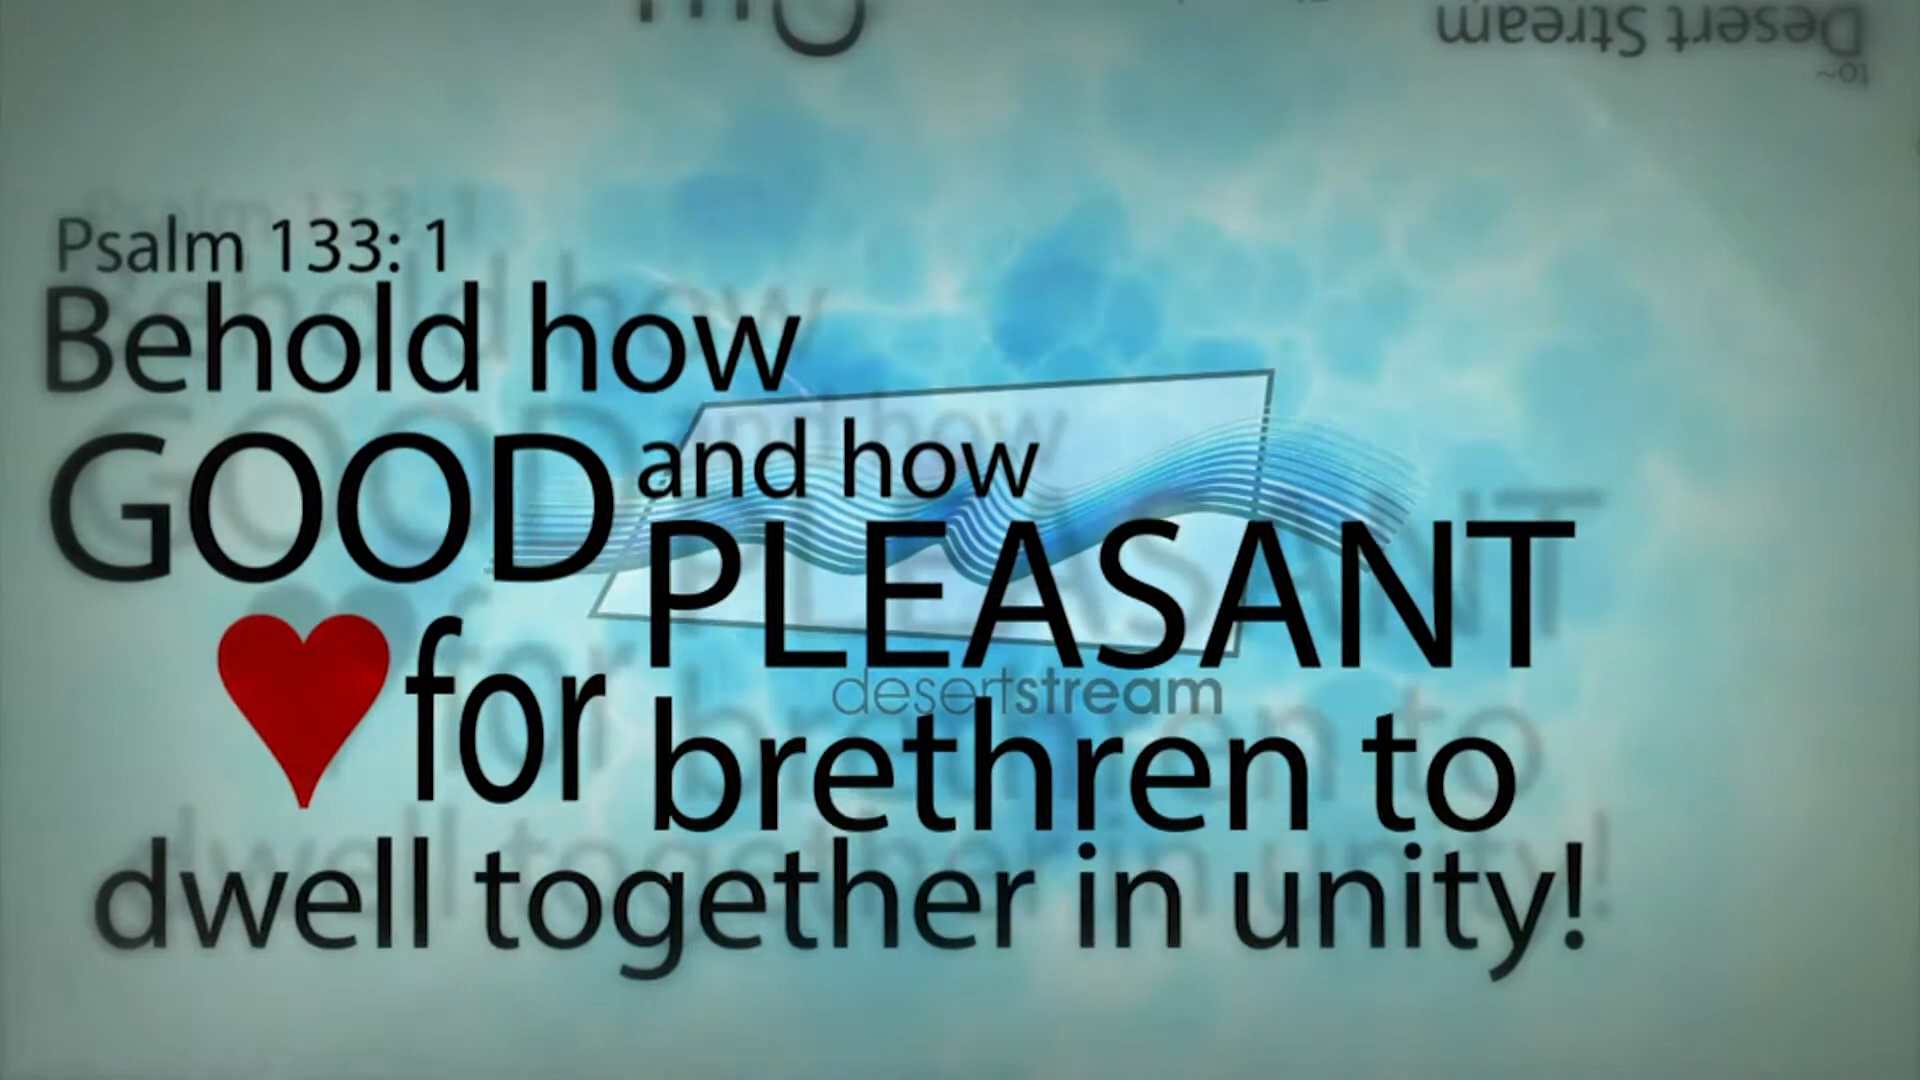 to~
Desert Stream
Psalm 133: 1
Behold how
GOOD and how
PLEASANT
for
desertstream
brethren to
dwell together in unity!